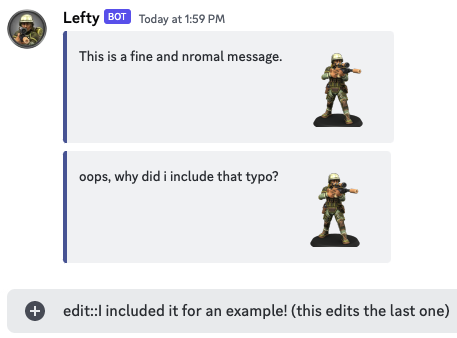 Lefty BOT Today at 1:59 PM
This is a fine and nromal message.
oops, why did i include that typo?
edit::I included it for an example! (this edits the last one)